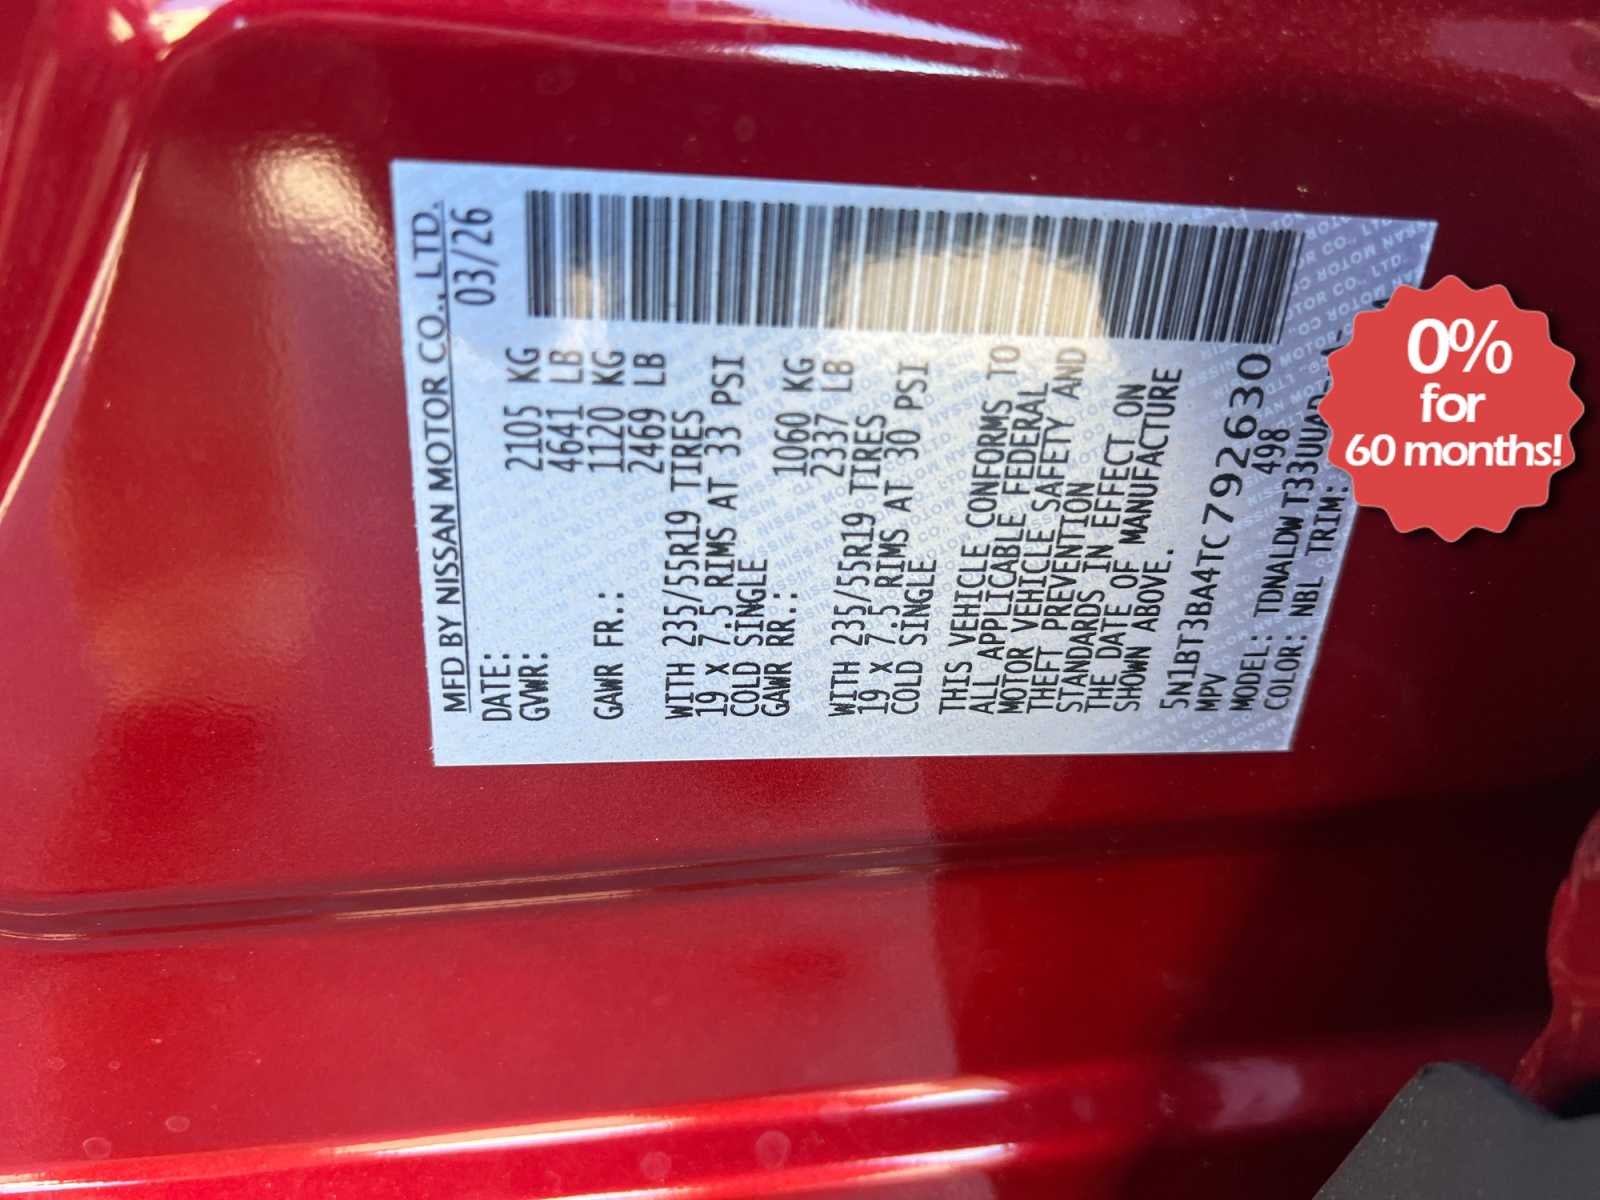 MFD BY NISSAN MOTOR CO., LTD.
DATE: 03/26
GVWR: 2105 KG
4641 LB
GAWR FR.: 1120 KG
2469 LB
WITH 235/55R19 TIRES
19 x 7.5 RIMS AT 33 PSI
COLD SINGLE
GAWR RR.: 1060 KG
2337 LB
WITH 235/55R19 TIRES
19 x 7.5 RIMS AT 30 PSI
COLD SINGLE
THIS VEHICLE CONFORMS TO
ALL APPLICABLE FEDERAL
MOTOR VEHICLE SAFETY AND
THEFT PREVENTION
STANDARDS IN EFFECT ON
THE DATE OF MANUFACTURE
SHOWN ABOVE.
5N1BT3BA4TC792630
MPV 498
MODEL: TDNALDW T33UUAD
COLOR: NBL TRIM:
0%
for
60 months!